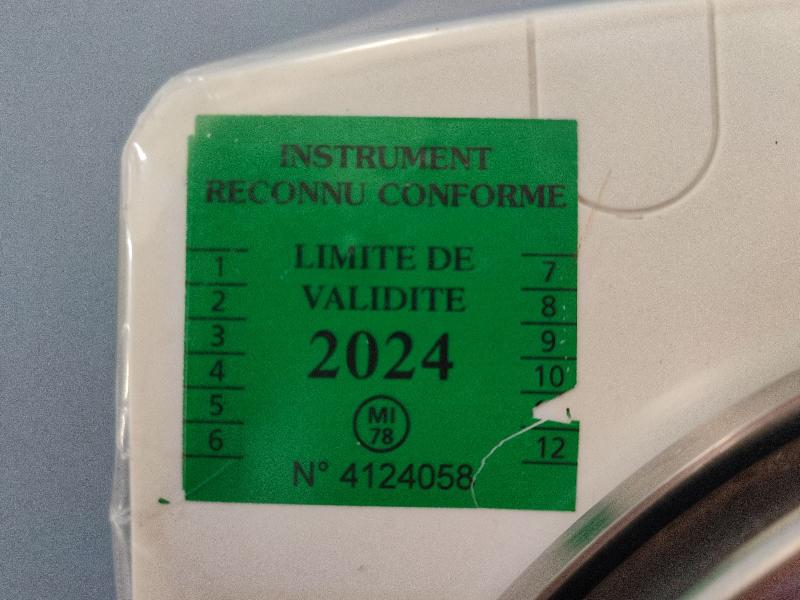 INSTRUMENT
RECONNU CONFORME
LIMITE DE
VALIDITE
2024
MI
78
N° 4124058
1
2
3
4
5
6
7
8
9
10
12